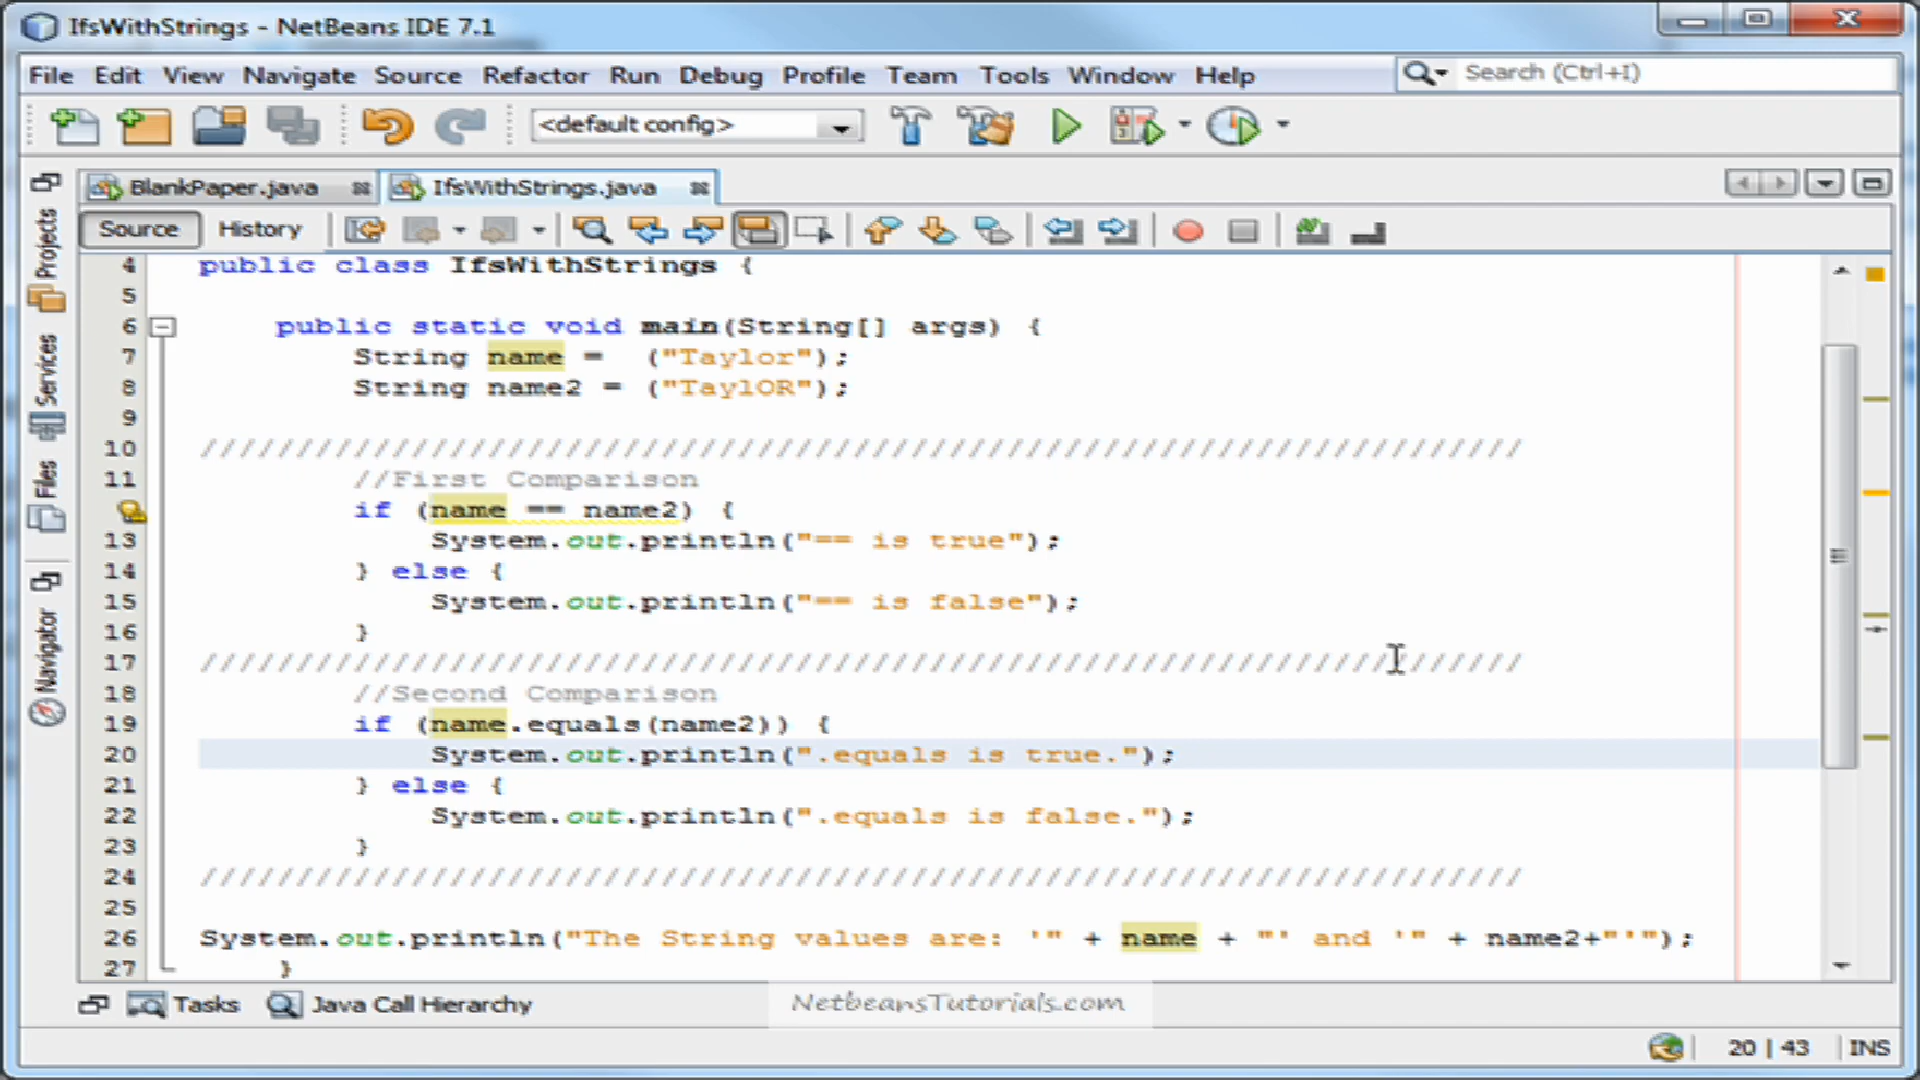 IfsWithStrings - NetBeans IDE 7.1
File Edit View Navigate Source Refactor Run Debug Profile Team Tools Window Help
Search (Ctrl+I)
<default config>
BlankPaper.java
IfsWithStrings.java
Source History
Projects
Services
Files
Navigator
4 public class IfsWithStrings {
5
6 public static void main(String[] args) {
7 String name = ("Taylor");
8 String name2 = ("TaylOR");
9
10 /////////////////////////////////////////////////////////////////////
11 //First Comparison
if (name == name2) {
13 System.out.println("== is true");
14 } else {
15 System.out.println("== is false");
16 }
17 /////////////////////////////////////////////////////////////////////
18 //Second Comparison
19 if (name.equals(name2)) {
20 System.out.println(".equals is true.");
21 } else {
22 System.out.println(".equals is false.");
23 }
24 /////////////////////////////////////////////////////////////////////
25
26 System.out.println("The String values are: '" + name + "' and '" + name2+"'");
27 }
Tasks Java Call Hierarchy
NetbeansTutorials.com
20 | 43 INS